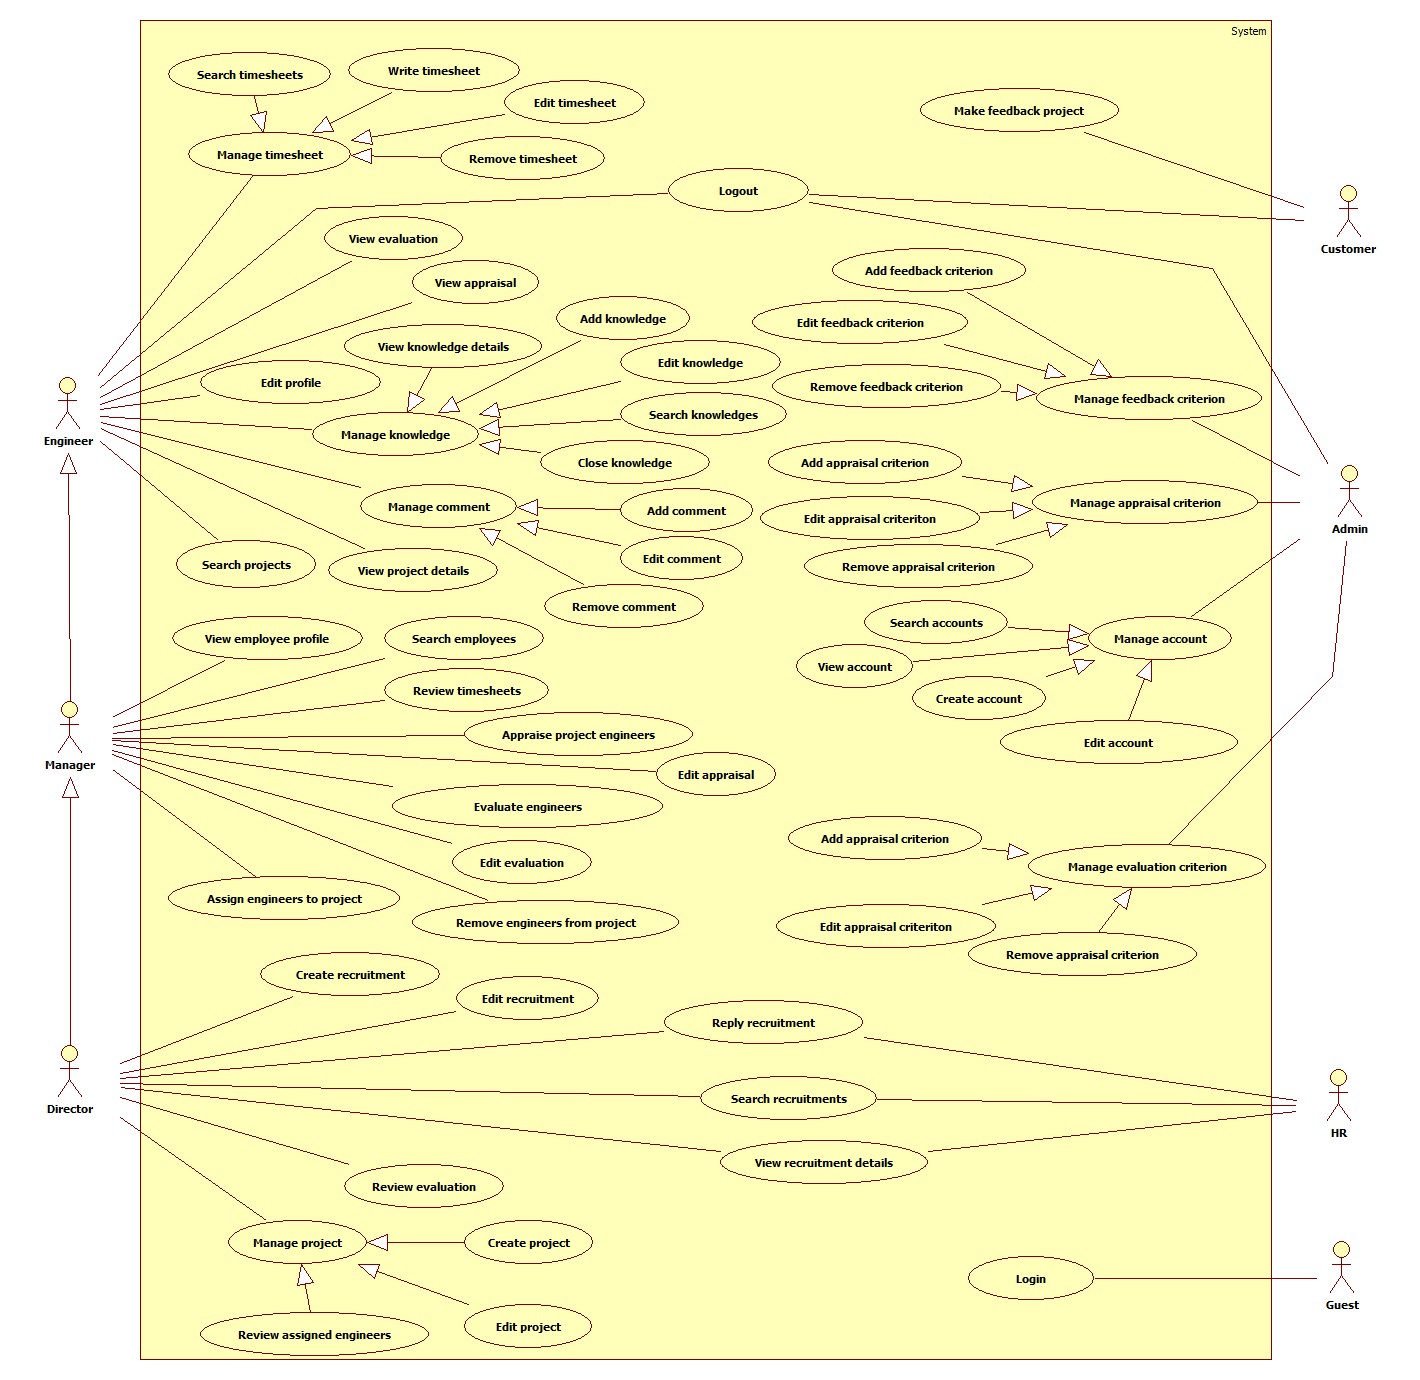 System
Search timesheets
Write timesheet
Edit timesheet
Make feedback project
Manage timesheet
Remove timesheet
Logout
View evaluation
Customer
Add feedback criterion
View appraisal
Add knowledge
Edit feedback criterion
View knowledge details
Edit knowledge
Edit profile
Remove feedback criterion
Manage feedback criterion
Search knowledges
Engineer
Manage knowledge
Close knowledge
Add appraisal criterion
Manage comment
Add comment
Manage appraisal criterion
Edit appraisal criteriton
Admin
Edit comment
Search projects
View project details
Remove appraisal criterion
Remove comment
Search accounts
View employee profile
Search employees
Manage account
View account
Review timesheets
Create account
Appraise project engineers
Edit account
Manager
Edit appraisal
Evaluate engineers
Add appraisal criterion
Edit evaluation
Manage evaluation criterion
Assign engineers to project
Remove engineers from project
Edit appraisal criteriton
Remove appraisal criterion
Create recruitment
Edit recruitment
Reply recruitment
Search recruitments
Director
HR
View recruitment details
Review evaluation
Manage project
Create project
Login
Guest
Edit project
Review assigned engineers